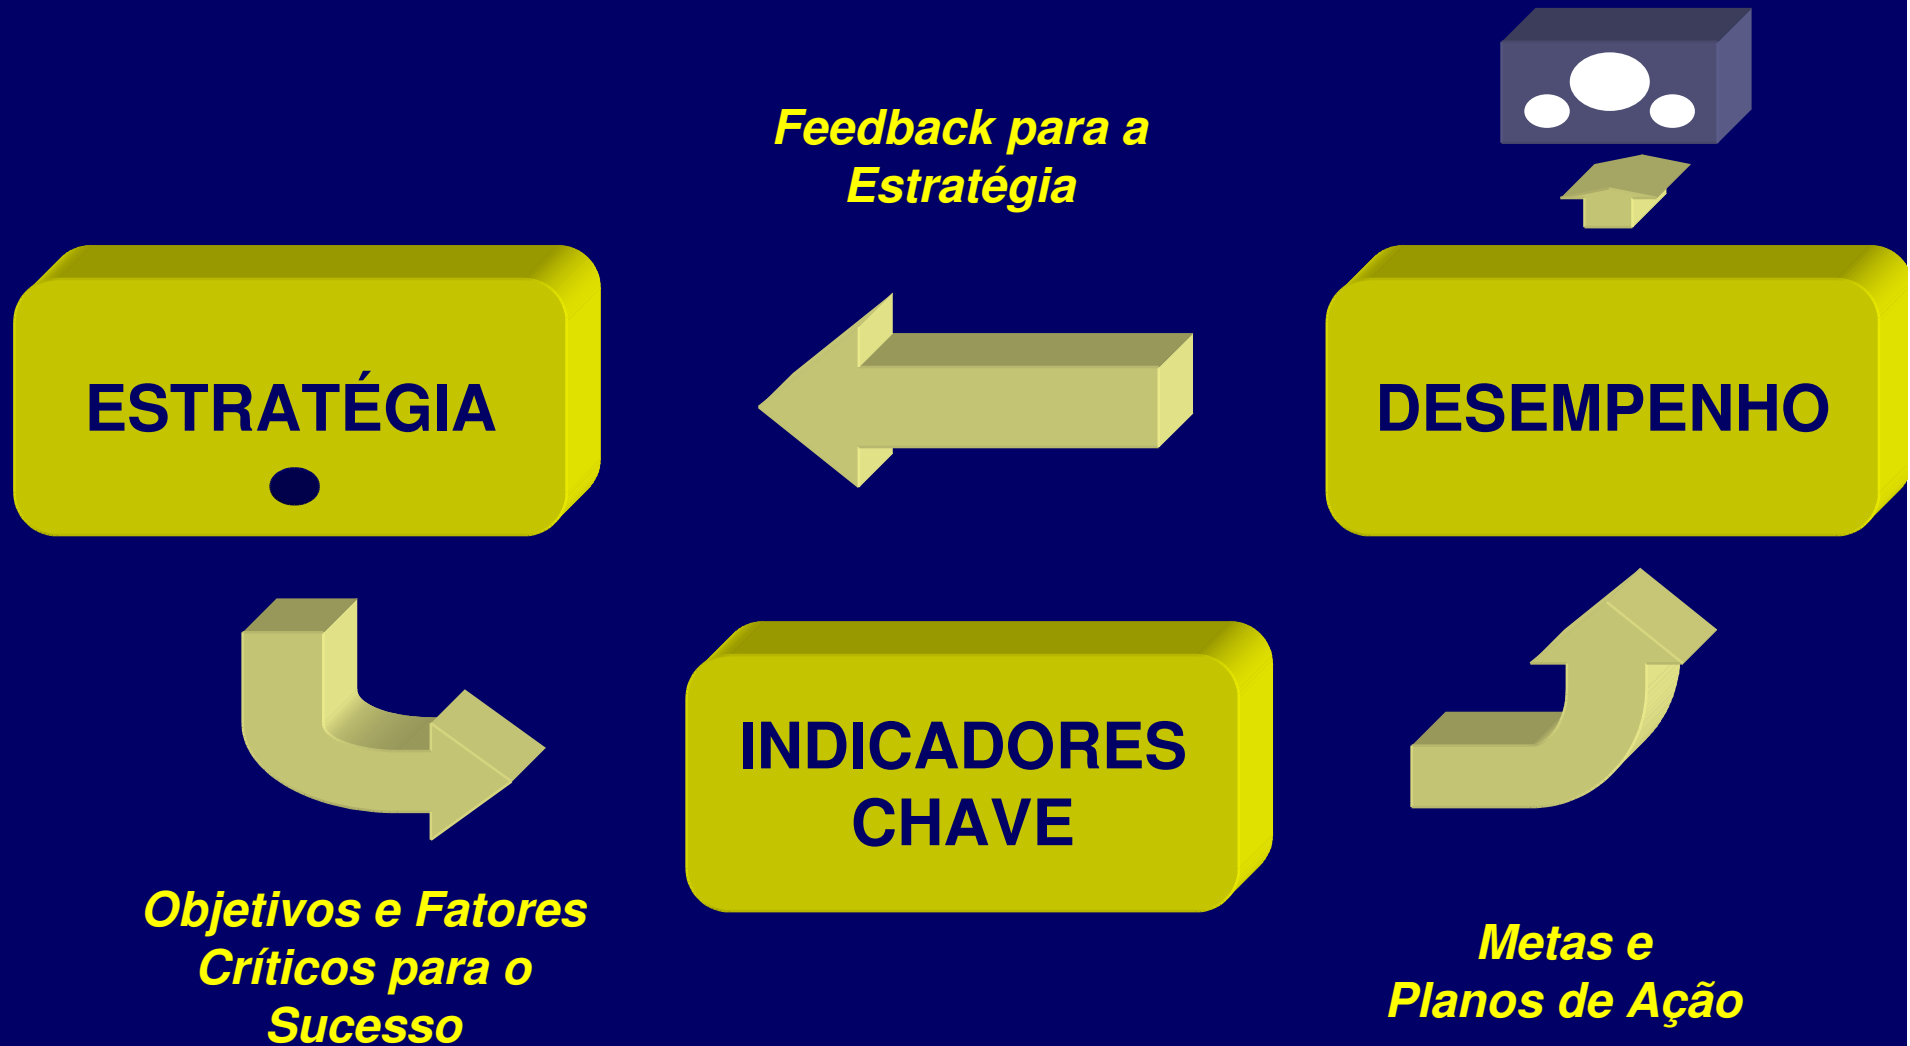 Feedback para a
Estratégia
ESTRATÉGIA
DESEMPENHO
INDICADORES
CHAVE
Objetivos e Fatores
Críticos para o
Sucesso
Metas e
Planos de Ação